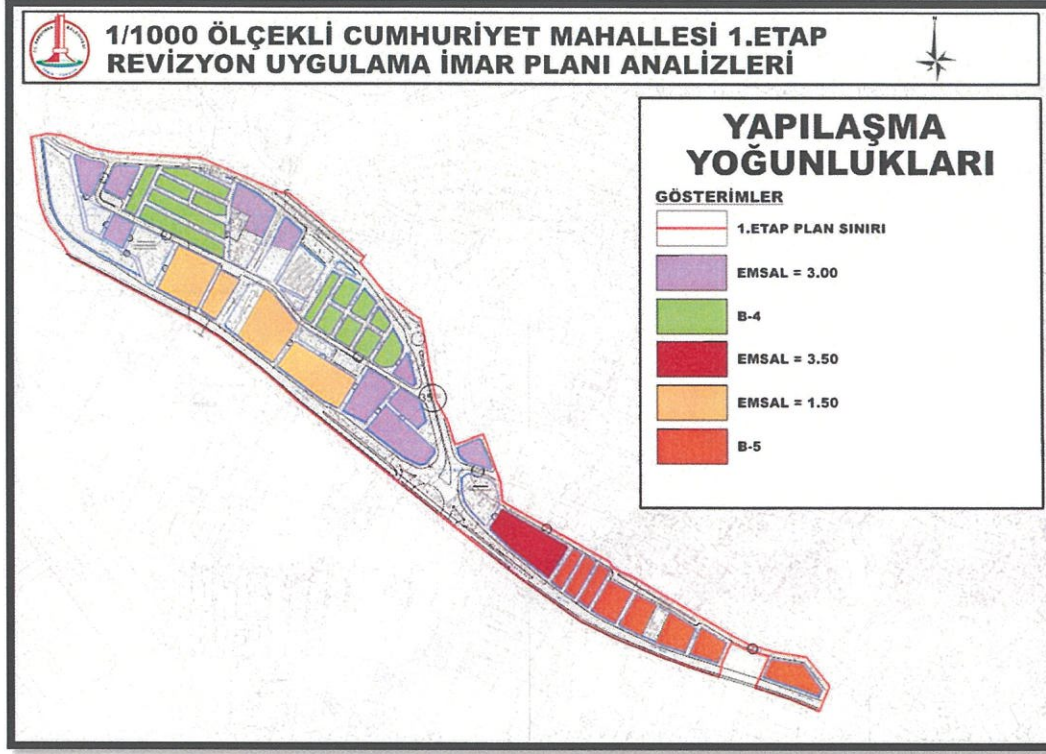 1/1000 ÖLÇEKLİ CUMHURİYET MAHALLESİ 1.ETAP
REVİZYON UYGULAMA İMAR PLANI ANALİZLERİ
YAPILAŞMA
YOĞUNLUKLARI
GÖSTERİMLER
1.ETAP PLAN SINIRI
EMSAL = 3.00
B-4
EMSAL = 3.50
EMSAL = 1.50
B-5